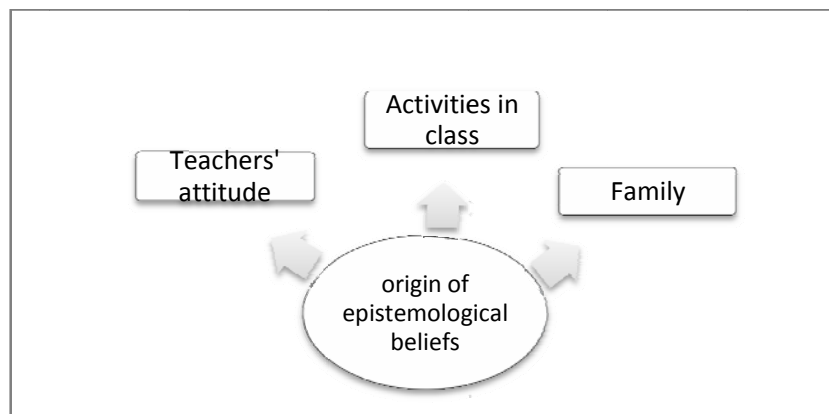 Activities in
class
Teachers'
attitude
Family
origin of
epistemological
beliefs